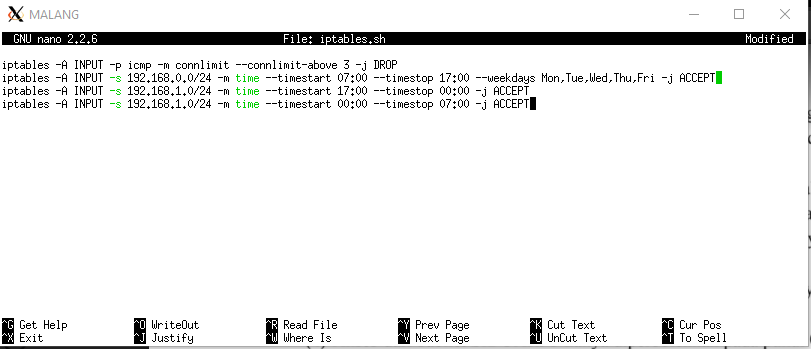 MALANG
GNU nano 2.2.6 File: iptables.sh Modified
iptables -A INPUT -p icmp -m connlimit --connlimit-above 3 -j DROP
iptables -A INPUT -s 192.168.0.0/24 -m time --timestart 07:00 --timestop 17:00 --weekdays Mon,Tue,Wed,Thu,Fri -j ACCEPT
iptables -A INPUT -s 192.168.1.0/24 -m time --timestart 17:00 --timestop 00:00 -j ACCEPT
iptables -A INPUT -s 192.168.1.0/24 -m time --timestart 00:00 --timestop 07:00 -j ACCEPT
^G Get Help ^O WriteOut ^R Read File ^Y Prev Page ^K Cut Text ^C Cur Pos
^X Exit ^J Justify ^W Where Is ^V Next Page ^U UnCut Text ^T To Spell